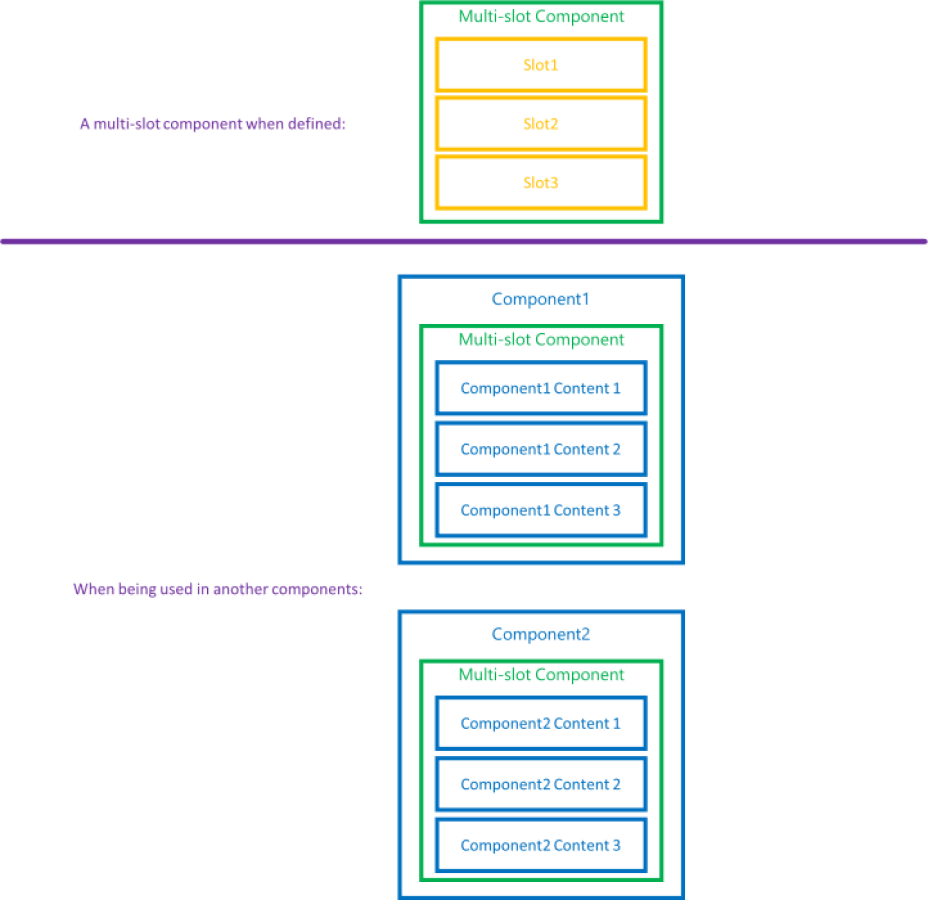 Multi-slot Component
Slot1
A multi-slot component when defined:
Slot2
Slot3
Component1
Multi-slot Component
Component1 Content 1
Component1 Content 2
Component1 Content 3
When being used in another components:
Component2
Multi-slot Component
Component2 Content 1
Component2 Content 2
Component2 Content 3